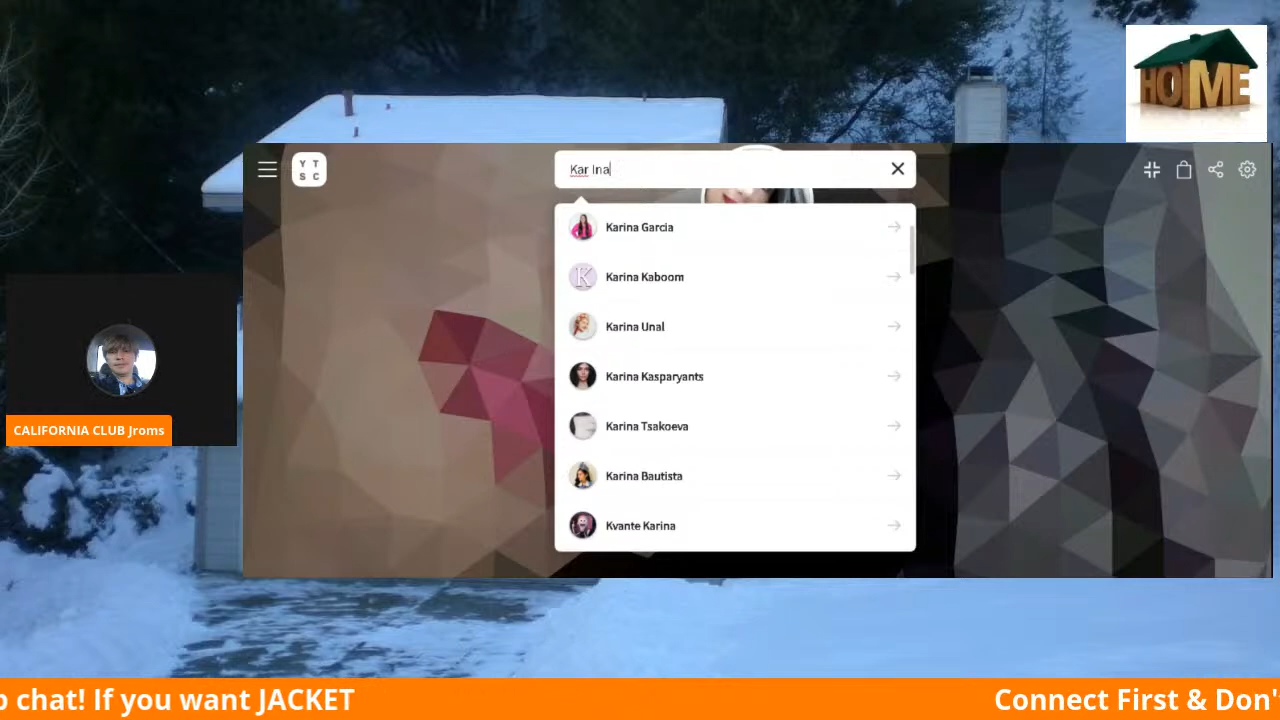 HOME
Y T
S C
Kar Ina
Karina Garcia
K
Karina Kaboom
Karina Unal
Karina Kasparyants
Karina Tsakoeva
Karina Bautista
Kvante Karina
CALIFORNIA CLUB Jroms
chat! If you want JACKET
Connect First & Don'